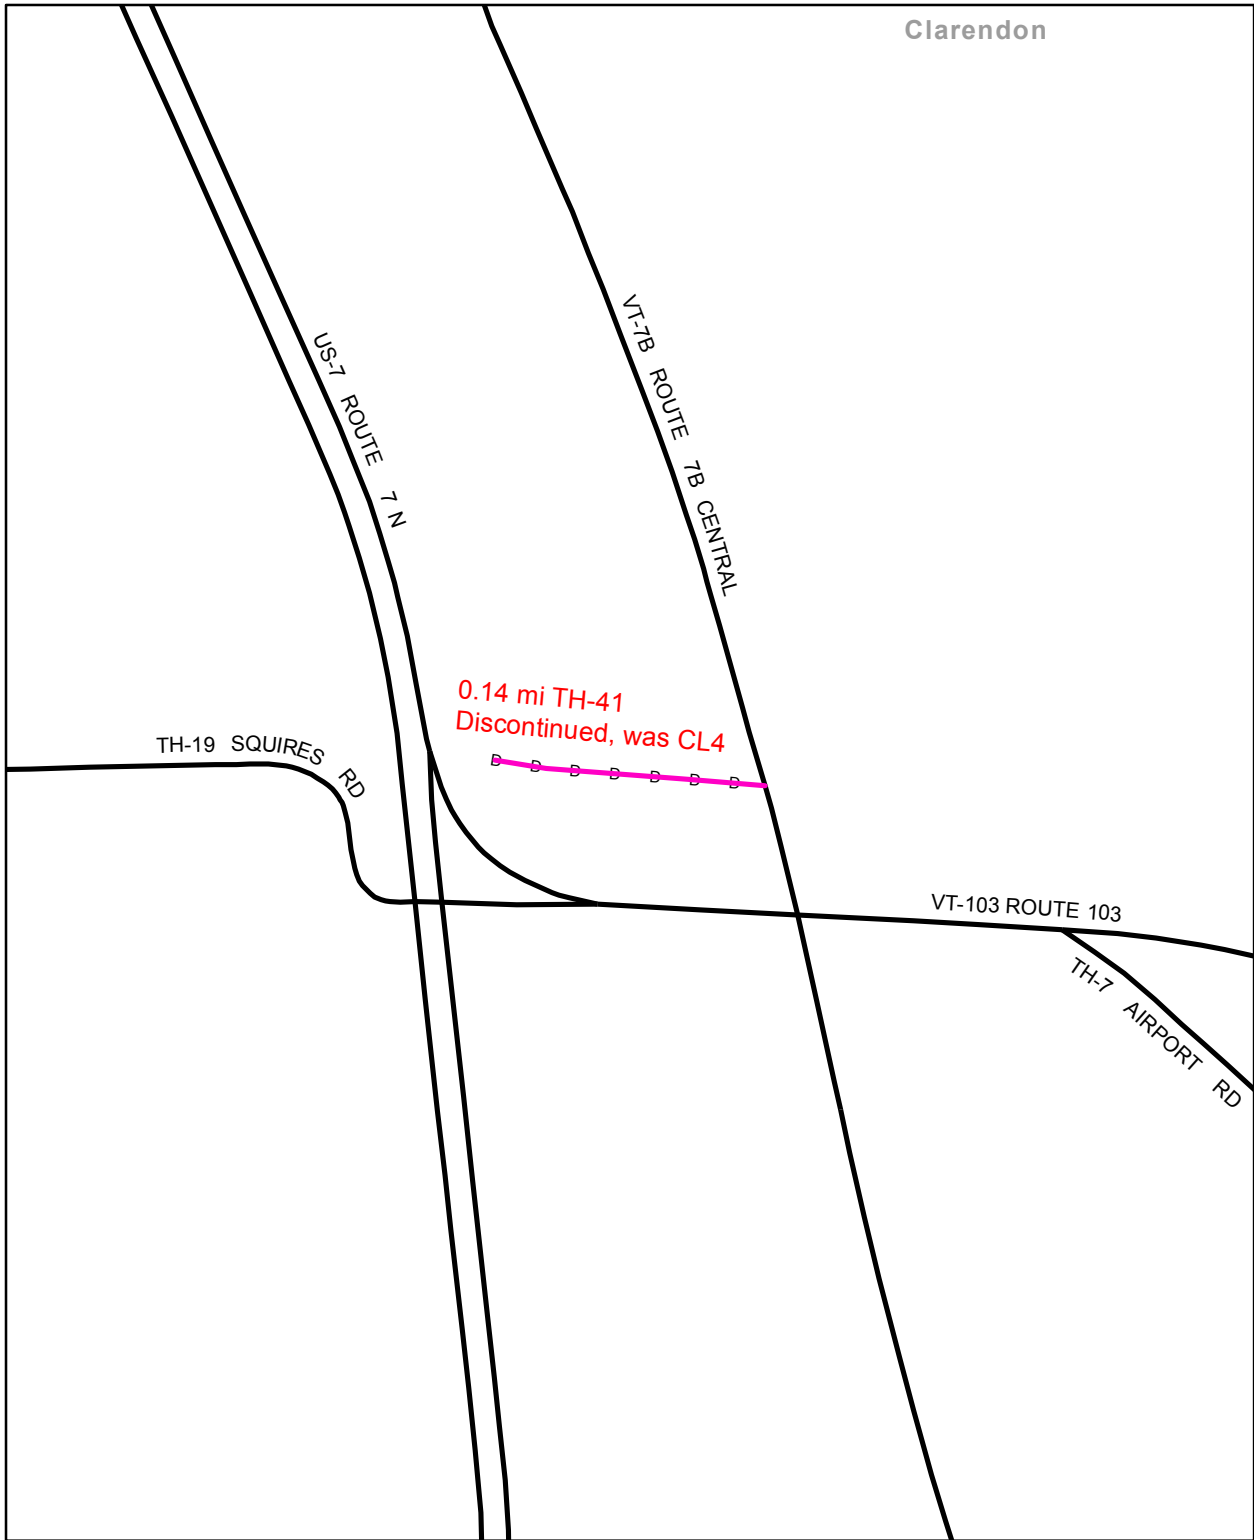 Clarendon
US-7 ROUTE 7 N
VT-7B ROUTE 7B CENTRAL
0.14 mi TH-41
Discontinued, was CL4
D D D D D D D
TH-19 SQUIRES RD
VT-103 ROUTE 103
TH-7 AIRPORT RD